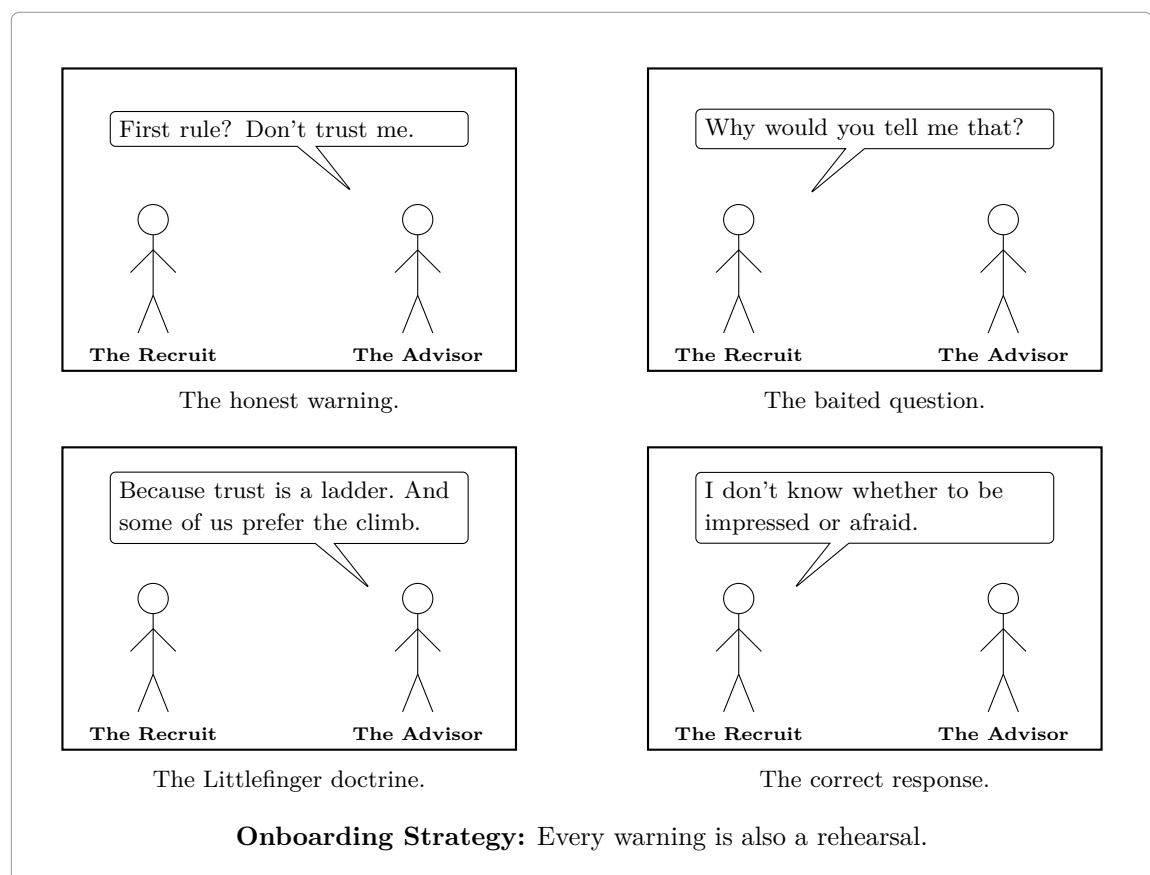 First rule? Don't trust me.
The Recruit
The Advisor
The honest warning.
Why would you tell me that?
The Recruit
The Advisor
The baited question.
Because trust is a ladder. And
some of us prefer the climb.
The Recruit
The Advisor
The Littlefinger doctrine.
I don't know whether to be
impressed or afraid.
The Recruit
The Advisor
The correct response.
Onboarding Strategy: Every warning is also a rehearsal.